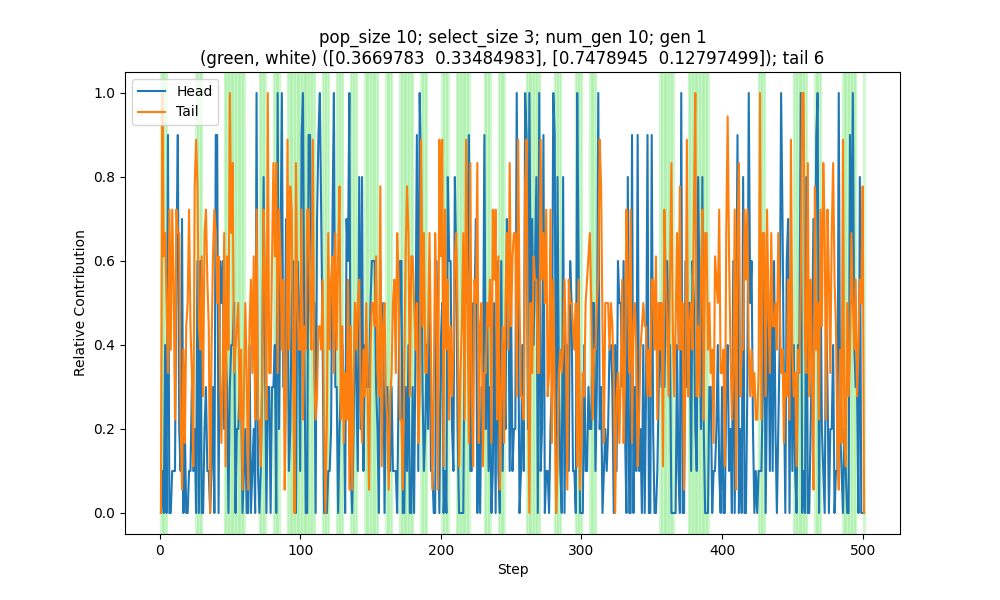 pop_size 10; select_size 3; num_gen 10; gen 1
(green, white) ([0.3669783  0.33484983], [0.7478945  0.12797499]); tail 6
Head
Tail
1.0
0.8
0.6
0.4
0.2
0.0
Relative Contribution
0
100
200
300
400
500
Step